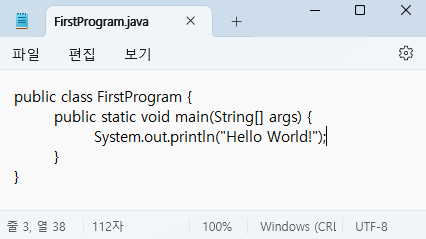 FirstProgram.java
파일 편집 보기
public class FirstProgram {
public static void main(String[] args) {
System.out.println("Hello World!");
}
}
줄 3, 열 38 112자 100% Windows (CRL UTF-8